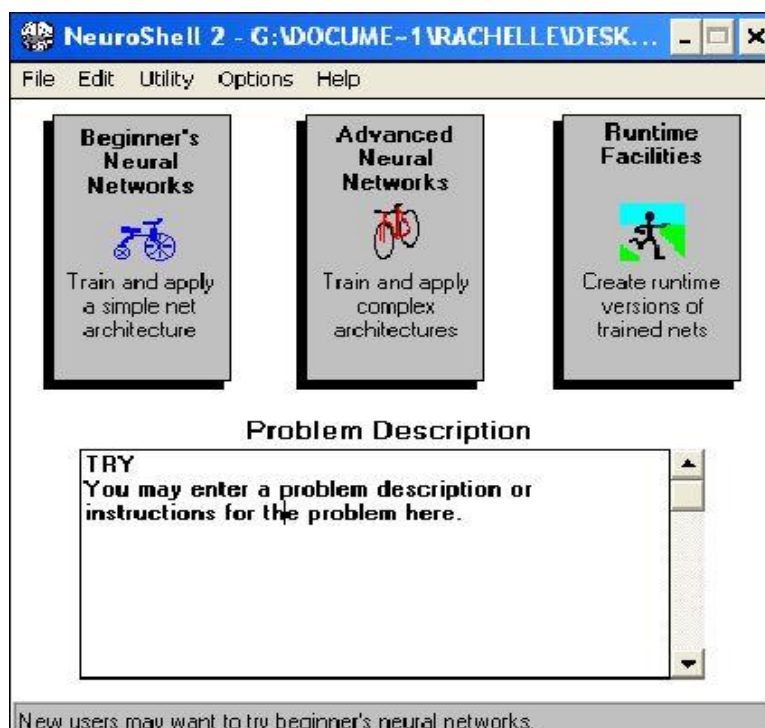 NeuroShell 2 - G:\DOCUME~1\RACHELLE\DESK...
File Edit Utility Options Help
Beginner's
Neural
Networks
Train and apply
a simple net
architecture
Advanced
Neural
Networks
Train and apply
complex
architectures
Runtime
Facilities
Create runtime
versions of
trained nets
Problem Description
TRY
You may enter a problem description or
instructions for the problem here.
New users may want to try beginner's neural networks.